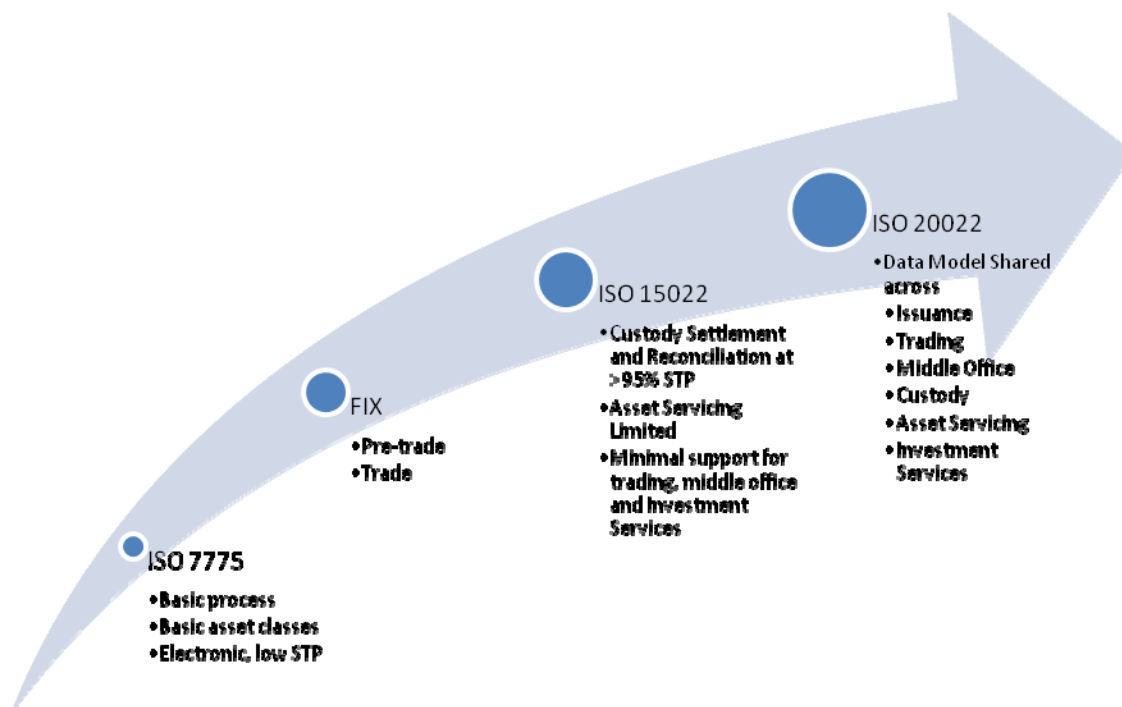 ISO 7775
•Basic process
•Basic asset classes
•Electronic, low STP
FIX
•Pre-trade
•Trade
ISO 15022
•Custody Settlement
and Reconciliation at
>95% STP
•Asset Servicing
Limited
•Minimal support for
trading, middle office
and Investment
Services
ISO 20022
•Data Model Shared
across
•Issuance
•Trading
•Middle Office
•Custody
•Asset Servicing
•Investment
Services